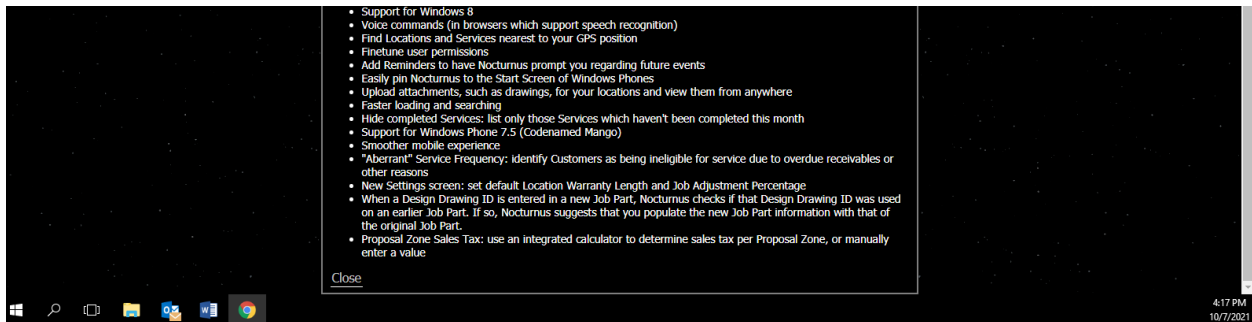 • Support for Windows 8
• Voice commands (in browsers which support speech recognition)
• Find Locations and Services nearest to your GPS position
• Finetune user permissions
• Add Reminders to have Nocturnus prompt you regarding future events
• Easily pin Nocturnus to the Start Screen of Windows Phones
• Upload attachments, such as drawings, for your locations and view them from anywhere
• Faster loading and searching
• Hide completed Services: list only those Services which haven't been completed this month
• Support for Windows Phone 7.5 (Codenamed Mango)
• Smoother mobile experience
• "Aberrant" Service Frequency: identify Customers as being ineligible for service due to overdue receivables or
other reasons
• New Settings screen: set default Location Warranty Length and Job Adjustment Percentage
• When a Design Drawing ID is entered in a new Job Part, Nocturnus checks if that Design Drawing ID was used
on an earlier Job Part. If so, Nocturnus suggests that you populate the new Job Part information with that of
the original Job Part.
• Proposal Zone Sales Tax: use an integrated calculator to determine sales tax per Proposal Zone, or manually
enter a value
Close
4:17 PM
10/7/2021